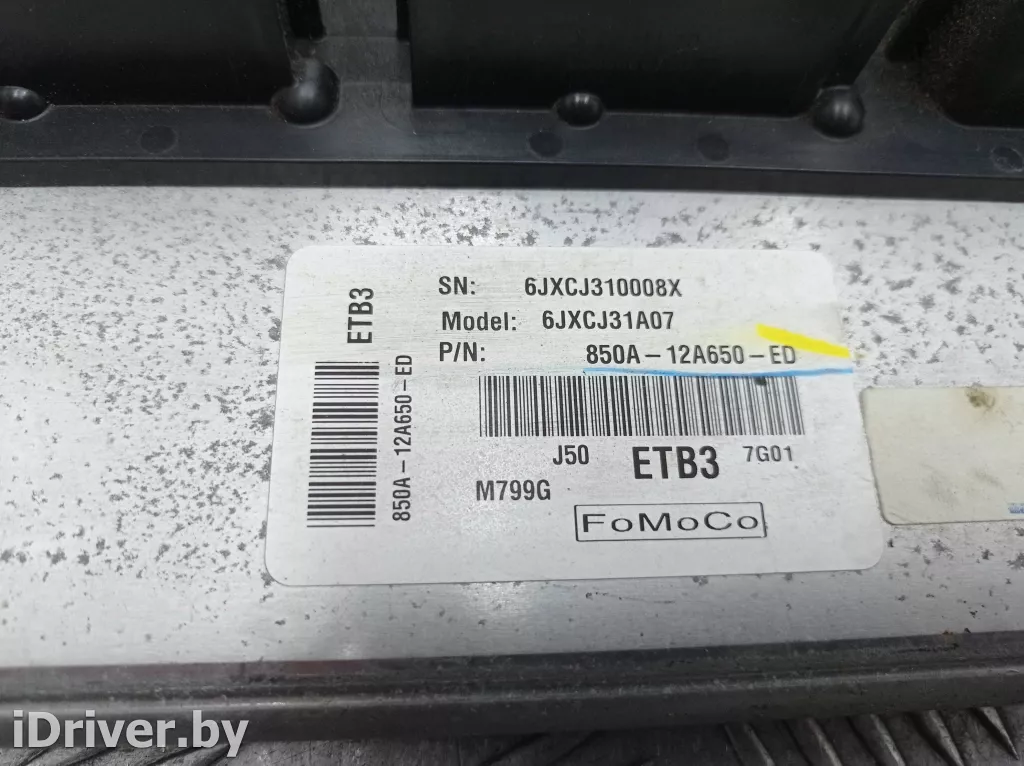 ETB3
850A-12A650-ED
SN: 6JXCJ310008X
Model: 6JXCJ31A07
P/N: 850A-12A650-ED
J50 ETB3 7G01
M799G
FoMoCo
iDriver.by